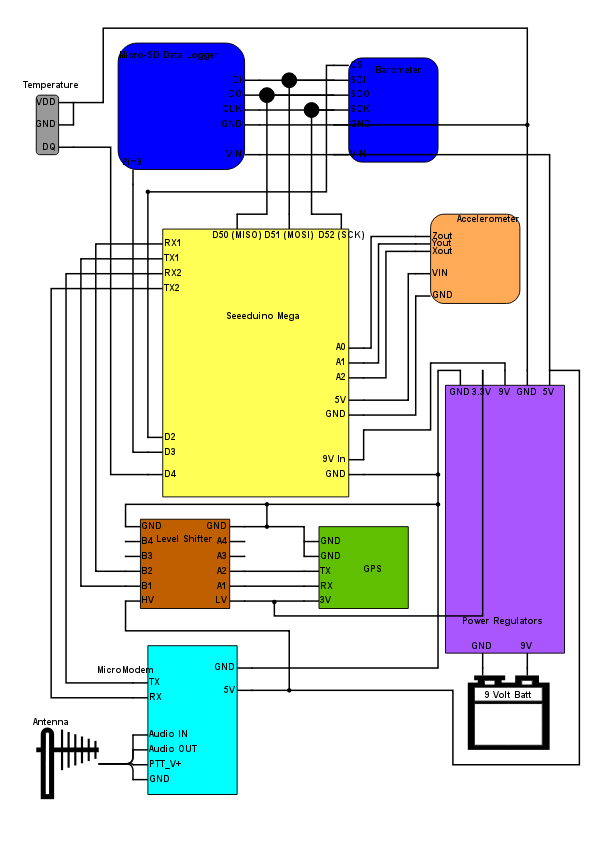 Micro SD Data Logger
DI
DO
CLK
GND
VIN
Pin9
CS
Barometer
SDI
SDO
SCK
GND
VIN
Temperature
VDD
GND
DQ
D50 (MISO) D51 (MOSI) D52 (SCK)
RX1
TX1
RX2
TX2
Seeeduino Mega
A0
A1
A2
5V
GND
9V In
GND
D2
D3
D4
Accelerometer
Zout
Yout
Xout
VIN
GND
GND 3.3V 9V GND 5V
Power Regulators
GND 9V
9 Volt Batt
GND GND
B4 Level Shifter A4
B3 A3
B2 A2
B1 A1
HV LV
GND
GND
TX GPS
RX
3V
MicroModem
GND
TX
5V
RX
Audio IN
Audio OUT
PTT_V+
GND
Antenna